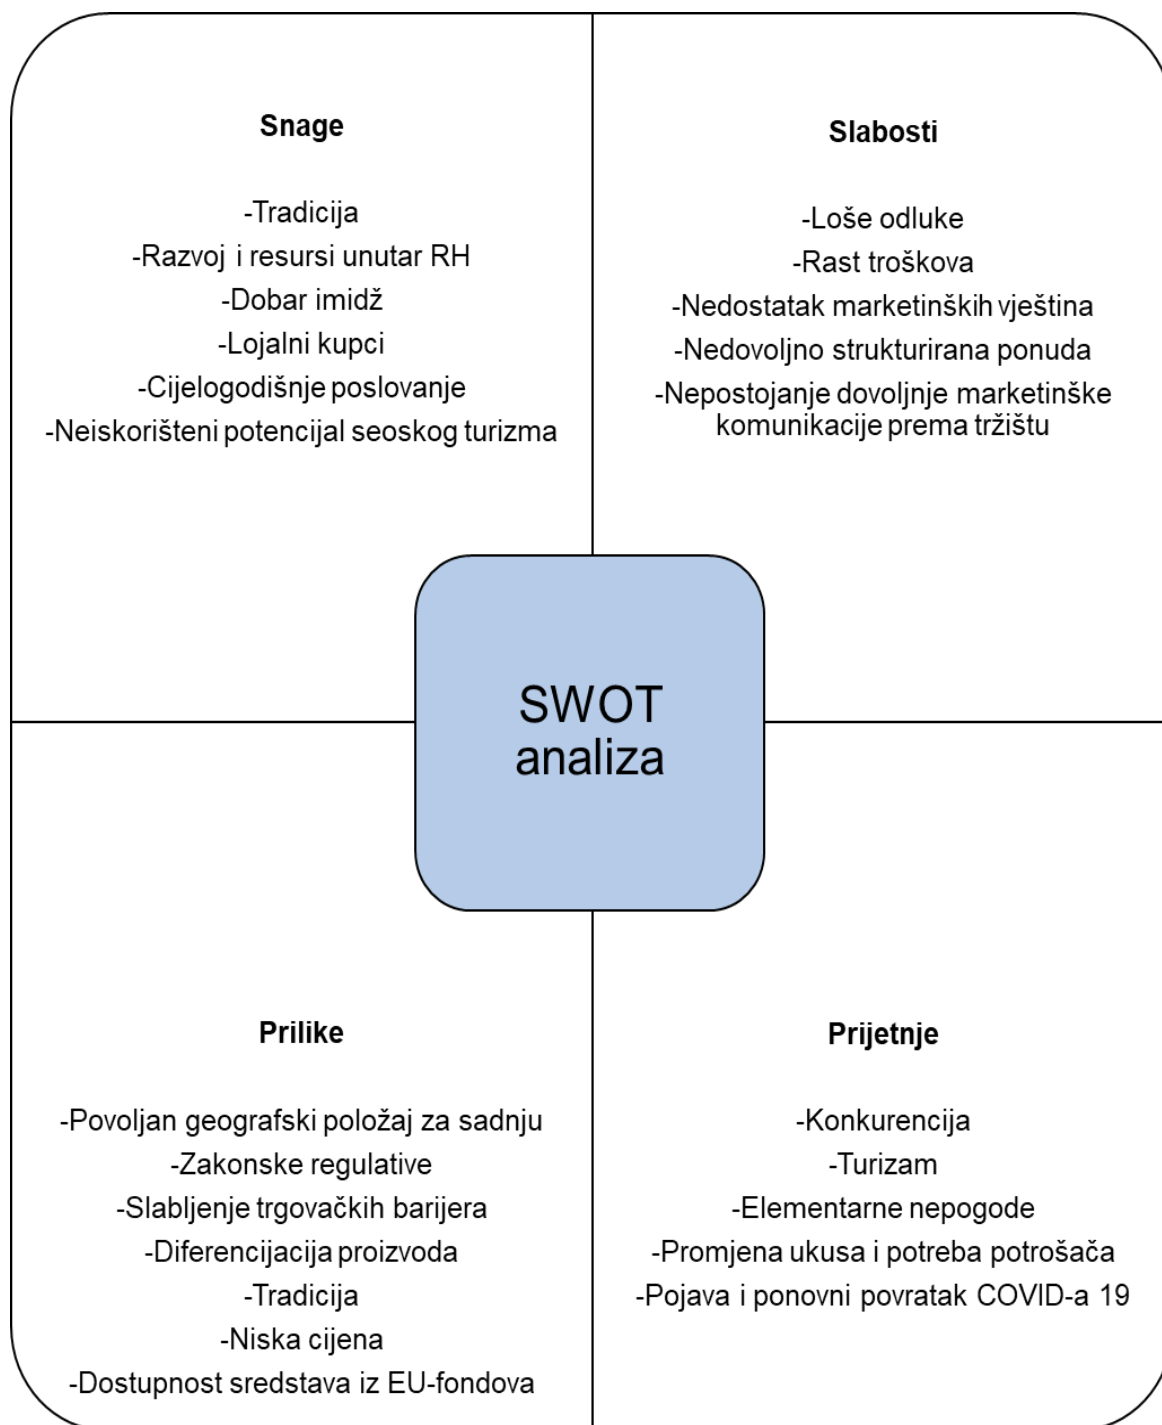 Snage
-Tradicija
-Razvoj i resursi unutar RH
-Dobar imidž
-Lojalni kupci
-Cijelogodišnje poslovanje
-Neiskorišteni potencijal seoskog turizma
Slabosti
-Loše odluke
-Rast troškova
-Nedostatak marketinških vještina
-Nedovoljno strukturirana ponuda
-Nepostojanje dovoljnje marketinške
komunikacije prema tržištu
SWOT
analiza
Prilike
-Povoljan geografski položaj za sadnju
-Zakonske regulative
-Slabljenje trgovačkih barijera
-Diferencijacija proizvoda
-Tradicija
-Niska cijena
-Dostupnost sredstava iz EU-fondova
Prijetnje
-Konkurencija
-Turizam
-Elementarne nepogode
-Promjena ukusa i potreba potrošača
-Pojava i ponovni povratak COVID-a 19